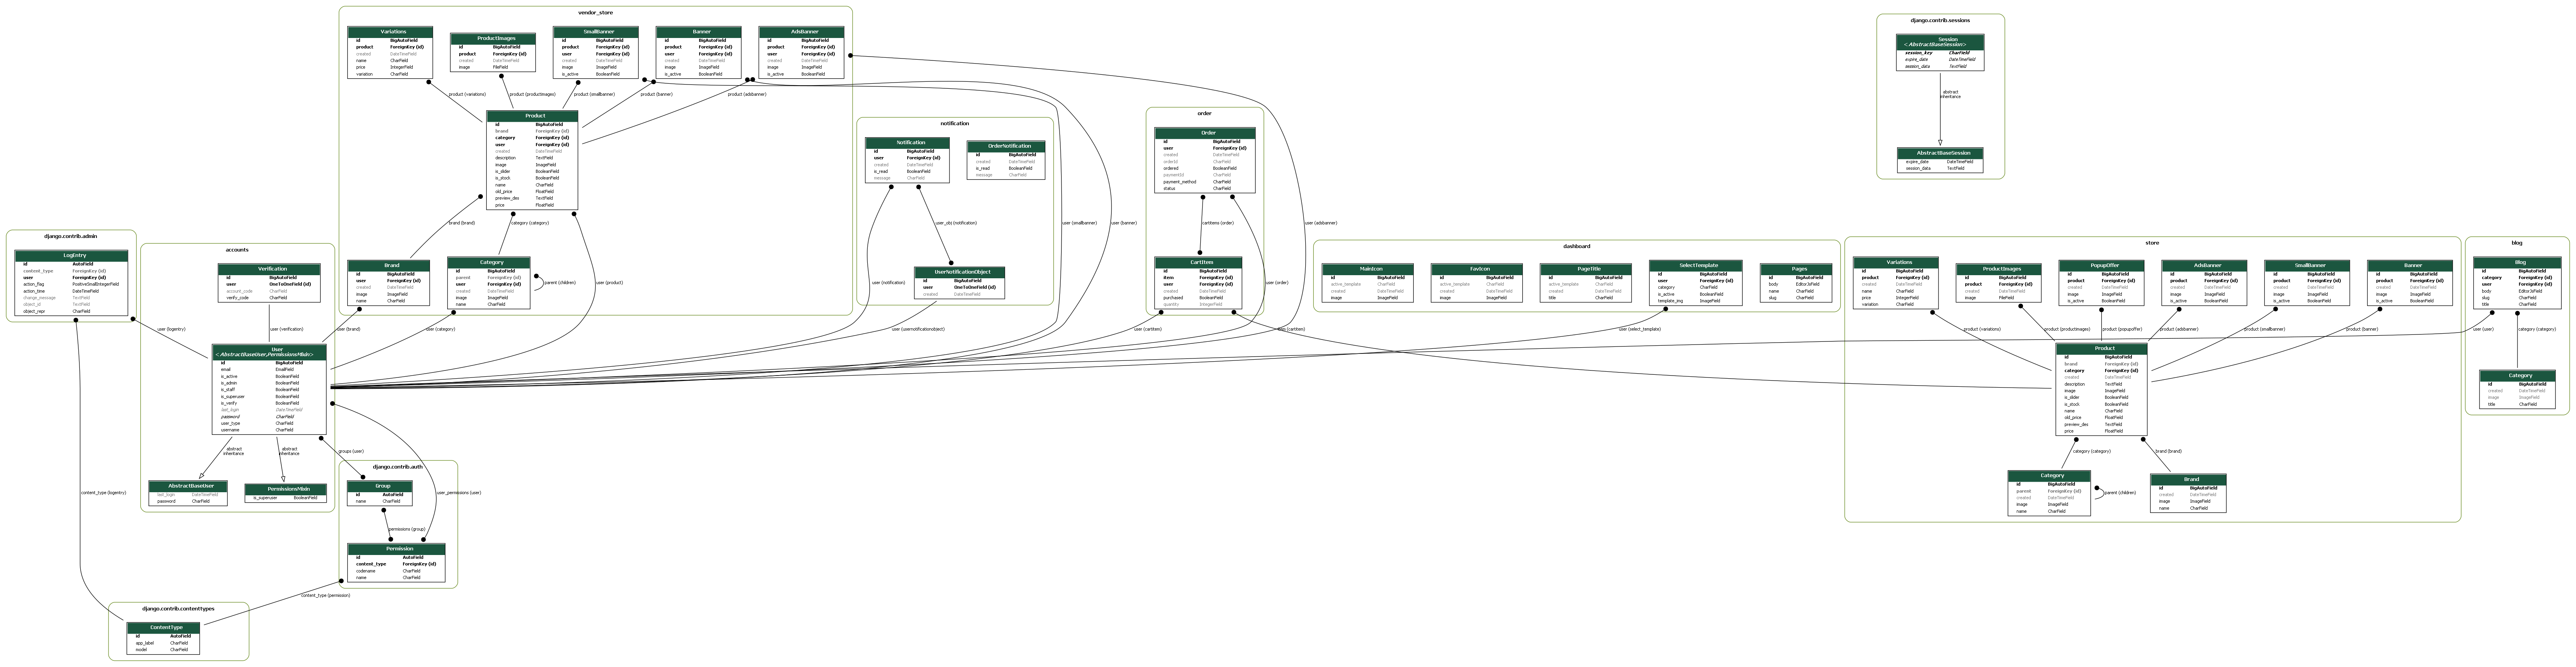 vendor_store
Variations
id BigAutoField
product ForeignKey (id)
created DateTimeField
name CharField
price IntegerField
variation CharField
ProductImages
id BigAutoField
product ForeignKey (id)
created DateTimeField
image FileField
SmallBanner
id BigAutoField
product ForeignKey (id)
user ForeignKey (id)
created DateTimeField
image ImageField
is_active BooleanField
Banner
id BigAutoField
product ForeignKey (id)
user ForeignKey (id)
created DateTimeField
image ImageField
is_active BooleanField
AdsBanner
id BigAutoField
product ForeignKey (id)
user ForeignKey (id)
created DateTimeField
image ImageField
is_active BooleanField
product (variations)
product (productimages)
product (smallbanner)
product (banner)
product (adsbanner)
Product
id BigAutoField
brand ForeignKey (id)
category ForeignKey (id)
user ForeignKey (id)
created DateTimeField
description TextField
image ImageField
is_slider BooleanField
is_stock BooleanField
name CharField
old_price FloatField
preview_des TextField
price FloatField
brand (brand)
category (category)
user (product)
Brand
id BigAutoField
user ForeignKey (id)
created DateTimeField
image ImageField
name CharField
Category
id BigAutoField
parent ForeignKey (id)
user ForeignKey (id)
created DateTimeField
image ImageField
name CharField
parent (children)
user (brand)
user (category)
notification
Notification
id BigAutoField
user ForeignKey (id)
created DateTimeField
is_read BooleanField
message CharField
OrderNotification
id BigAutoField
created DateTimeField
is_read BooleanField
message CharField
user_obj (notification)
UserNotificationObject
id BigAutoField
user OneToOneField (id)
created DateTimeField
user (notification)
user (usernotificationobject)
user (smallbanner)
user (banner)
user (adsbanner)
order
Order
id BigAutoField
user ForeignKey (id)
created DateTimeField
orderId CharField
ordered BooleanField
paymentId CharField
payment_method CharField
status CharField
cartitems (order)
user (order)
CartItem
id BigAutoField
item ForeignKey (id)
user ForeignKey (id)
created DateTimeField
purchased BooleanField
quantity IntegerField
user (cartitem)
item (cartitem)
django.contrib.sessions
Session
<AbstractBaseSession>
session_key CharField
expire_date DateTimeField
session_data TextField
abstract
inheritance
AbstractBaseSession
expire_date DateTimeField
session_data TextField
django.contrib.admin
LogEntry
id AutoField
content_type ForeignKey (id)
user ForeignKey (id)
action_flag PositiveSmallIntegerField
action_time DateTimeField
change_message TextField
object_id TextField
object_repr CharField
user (logentry)
content_type (logentry)
accounts
Verification
id BigAutoField
user OneToOneField (id)
account_code CharField
verify_code CharField
user (verification)
User
<AbstractBaseUser,PermissionsMixin>
id BigAutoField
email EmailField
is_active BooleanField
is_admin BooleanField
is_staff BooleanField
is_superuser BooleanField
is_verify BooleanField
last_login DateTimeField
password CharField
user_type CharField
username CharField
abstract
inheritance
abstract
inheritance
AbstractBaseUser
last_login DateTimeField
password CharField
PermissionsMixin
is_superuser BooleanField
groups (user)
user_permissions (user)
django.contrib.auth
Group
id AutoField
name CharField
permissions (group)
Permission
id AutoField
content_type ForeignKey (id)
codename CharField
name CharField
content_type (permission)
django.contrib.contenttypes
ContentType
id AutoField
app_label CharField
model CharField
dashboard
MainIcon
id BigAutoField
active_template CharField
created DateTimeField
image ImageField
FavIcon
id BigAutoField
active_template CharField
created DateTimeField
image ImageField
PageTitle
id BigAutoField
active_template CharField
created DateTimeField
title CharField
SelectTemplate
id BigAutoField
user ForeignKey (id)
category CharField
is_active BooleanField
template_img ImageField
Pages
id BigAutoField
body EditorJsField
name CharField
slug CharField
user (select_template)
store
Variations
id BigAutoField
product ForeignKey (id)
created DateTimeField
name CharField
price IntegerField
variation CharField
ProductImages
id BigAutoField
product ForeignKey (id)
created DateTimeField
image FileField
PopupOffer
id BigAutoField
product ForeignKey (id)
created DateTimeField
image ImageField
is_active BooleanField
AdsBanner
id BigAutoField
product ForeignKey (id)
created DateTimeField
image ImageField
is_active BooleanField
SmallBanner
id BigAutoField
product ForeignKey (id)
created DateTimeField
image ImageField
is_active BooleanField
Banner
id BigAutoField
product ForeignKey (id)
created DateTimeField
image ImageField
is_active BooleanField
product (variations)
product (productimages)
product (popupoffer)
product (adsbanner)
product (smallbanner)
product (banner)
Product
id BigAutoField
brand ForeignKey (id)
category ForeignKey (id)
created DateTimeField
description TextField
image ImageField
is_slider BooleanField
is_stock BooleanField
name CharField
old_price FloatField
preview_des TextField
price FloatField
category (category)
brand (brand)
Category
id BigAutoField
parent ForeignKey (id)
created DateTimeField
image ImageField
name CharField
parent (children)
Brand
id BigAutoField
created DateTimeField
image ImageField
name CharField
blog
Blog
id BigAutoField
category ForeignKey (id)
user ForeignKey (id)
body EditorJsField
slug CharField
title CharField
user (user)
category (category)
Category
id BigAutoField
created DateTimeField
image ImageField
title CharField